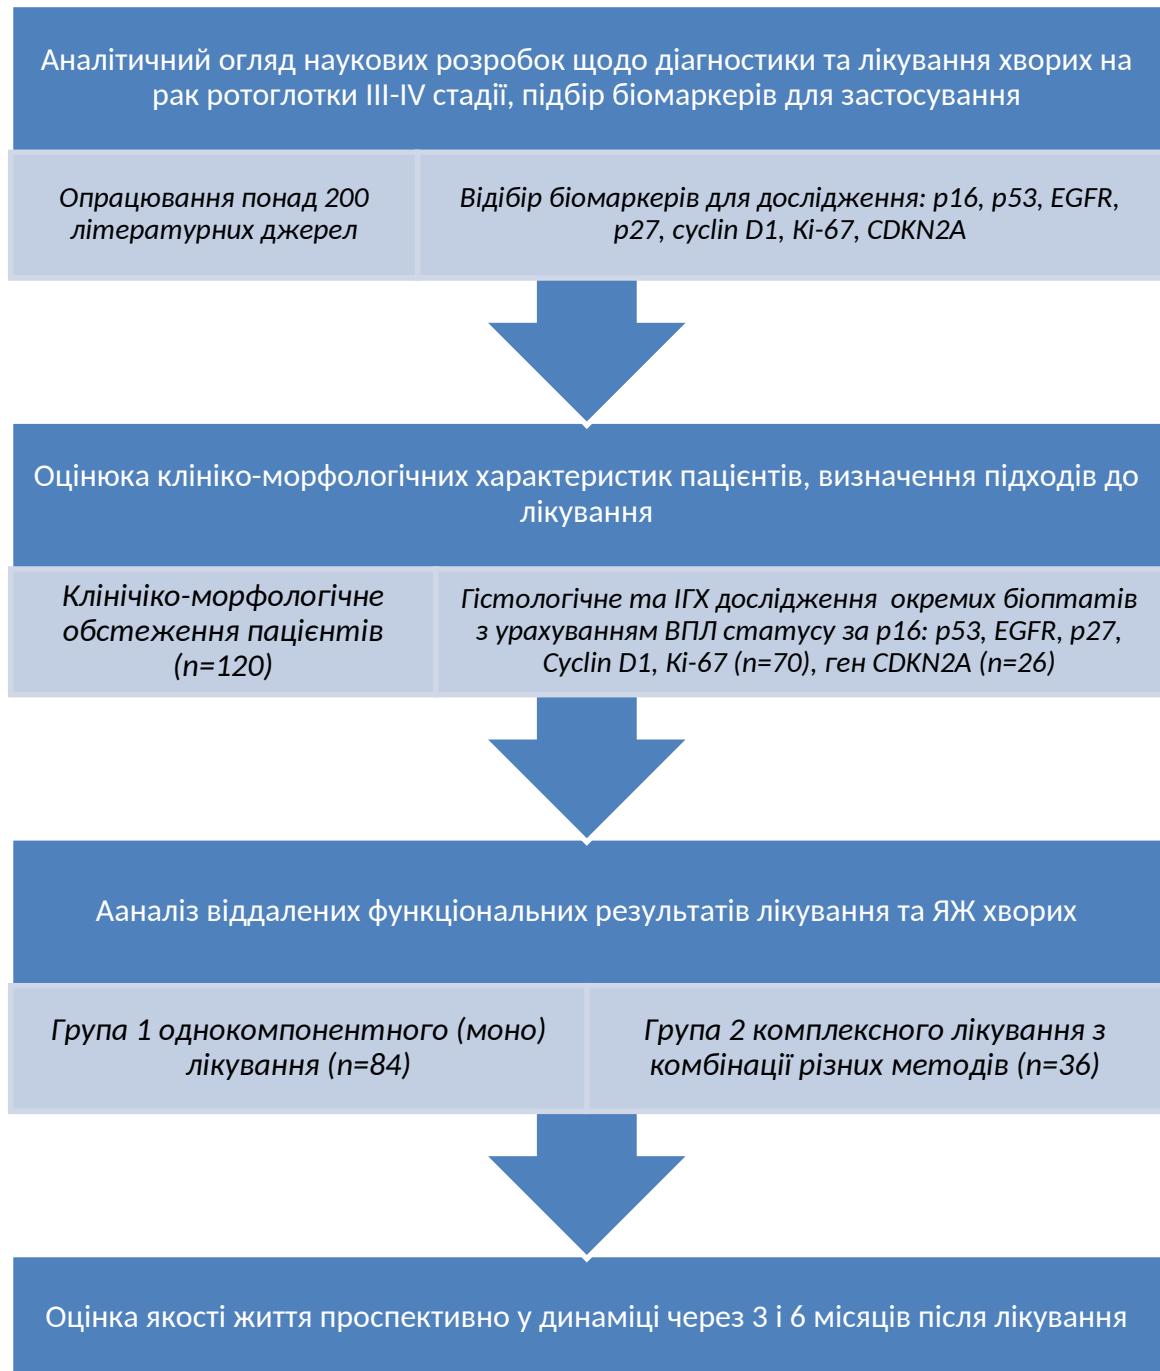 Аналітичний огляд наукових розробок щодо діагностики та лікування хворих на
рак ротоглотки III-IV стадії, підбір біомаркерів для застосування
Опрацювання понад 200
літературних джерел
Відібір біомаркерів для дослідження: p16, p53, EGFR,
p27, cyclin D1, Ki-67, CDKN2A
Оцінюка клініко-морфологічних характеристик пацієнтів, визначення підходів до
лікування
Клінічіко-морфологічне
обстеження пацієнтів
(n=120)
Гістологічне та ІГХ дослідження окремих біоптатів
з урахуванням ВПЛ статусу за p16: p53, EGFR, p27,
Cyclin D1, Ki-67 (n=70), ген CDKN2A (n=26)
Ааналіз віддалених функціональних результатів лікування та ЯЖ хворих
Група 1 однокомпонентного (моно)
лікування (n=84)
Група 2 комплексного лікування з
комбінації різних методів (n=36)
Оцінка якості життя проспективно у динаміці через 3 і 6 місяців після лікування